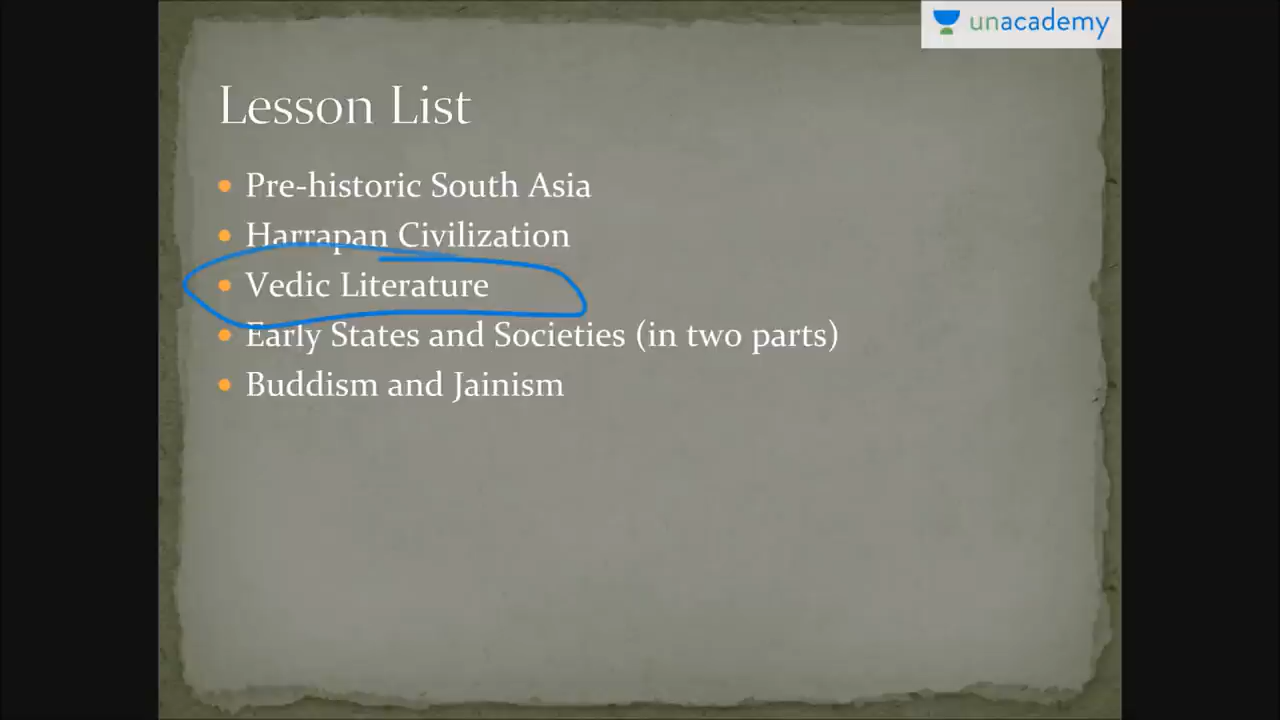 unacademy
Lesson List
• Pre-historic South Asia
• Harrapan Civilization
• Vedic Literature
• Early States and Societies (in two parts)
• Buddism and Jainism